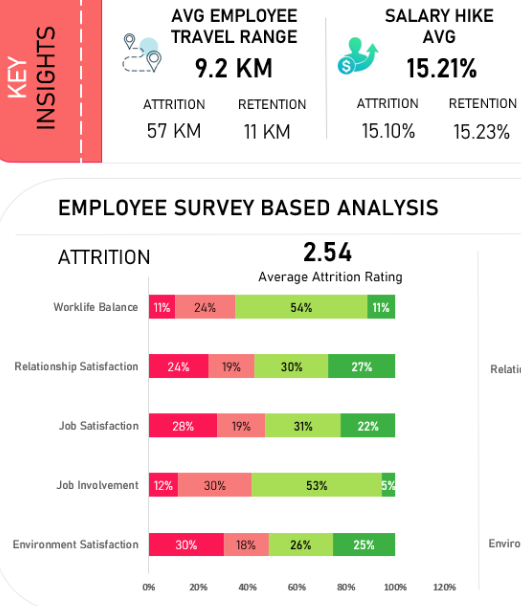 KEY
INSIGHTS
AVG EMPLOYEE
TRAVEL RANGE
9.2 KM
ATTRITION RETENTION
57 KM 11 KM
SALARY HIKE
AVG
15.21%
ATTRITION RETENTION
15.10% 15.23%
$
EMPLOYEE SURVEY BASED ANALYSIS
ATTRITION
2.54
Average Attrition Rating
Worklife Balance 11% 24% 54% 11%
Relationship Satisfaction 24% 19% 30% 27%
Relati
Job Satisfaction 28% 19% 31% 22%
Job Involvement 12% 30% 53% 5%
Environment Satisfaction 30% 18% 26% 25%
Enviro
0% 20% 40% 60% 80% 100% 120%